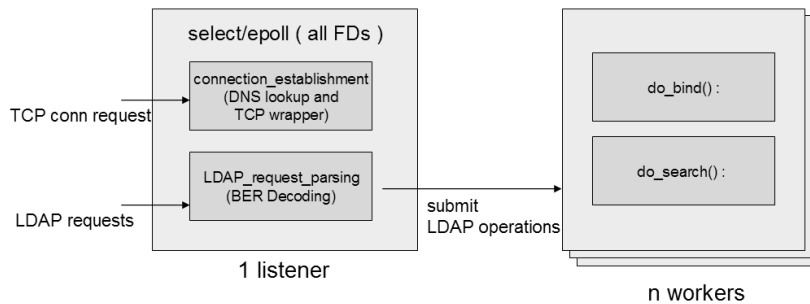 select/epoll ( all FDs )
connection_establishment
(DNS lookup and
TCP wrapper)
TCP conn request
LDAP_request_parsing
(BER Decoding)
LDAP requests
submit
LDAP operations
1 listener
do_bind() :
do_search() :
n workers